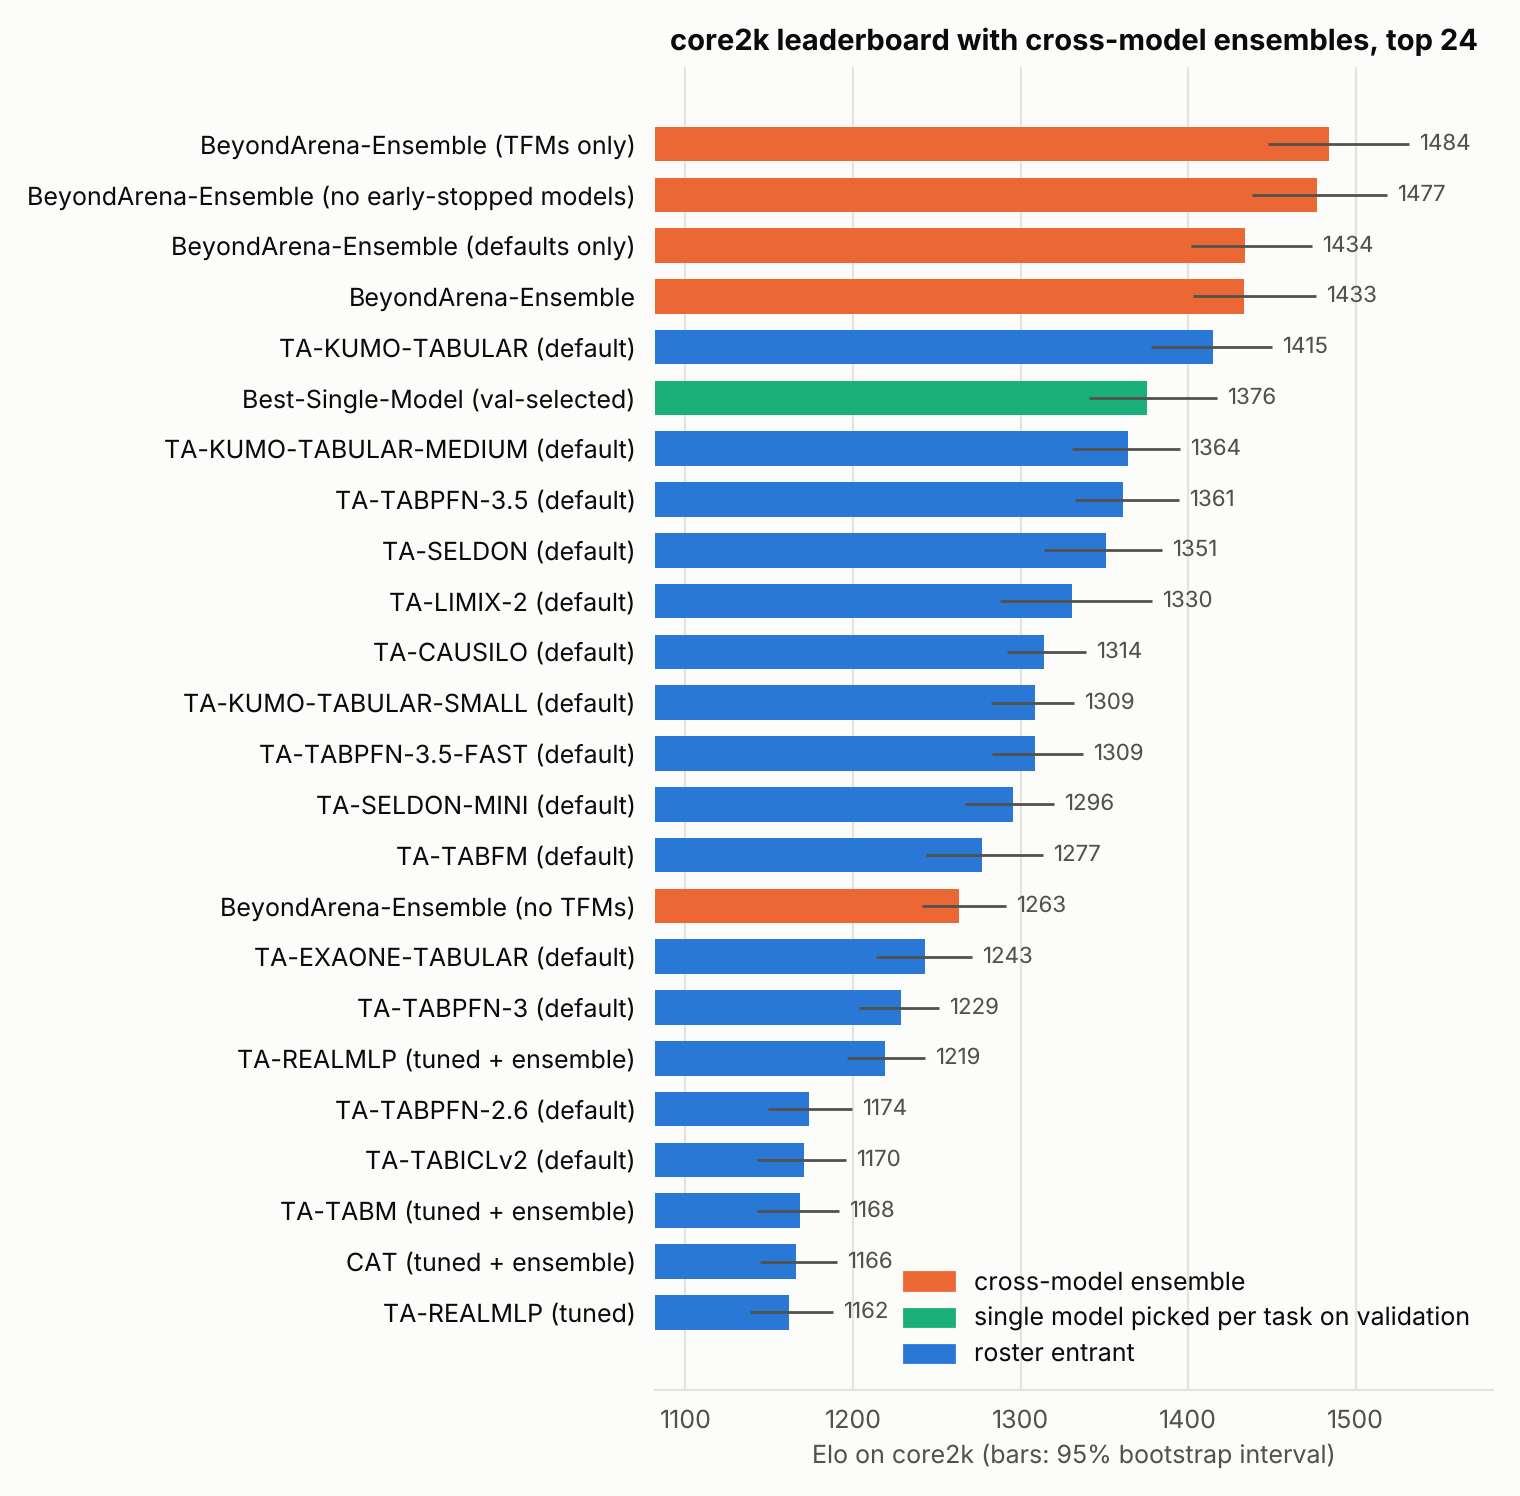 core2k leaderboard with cross-model ensembles, top 24
BeyondArena-Ensemble (TFMs only) 1484
BeyondArena-Ensemble (no early-stopped models) 1477
BeyondArena-Ensemble (defaults only) 1434
BeyondArena-Ensemble 1433
TA-KUMO-TABULAR (default) 1415
Best-Single-Model (val-selected) 1376
TA-KUMO-TABULAR-MEDIUM (default) 1364
TA-TABPFN-3.5 (default) 1361
TA-SELDON (default) 1351
TA-LIMIX-2 (default) 1330
TA-CAUSILO (default) 1314
TA-KUMO-TABULAR-SMALL (default) 1309
TA-TABPFN-3.5-FAST (default) 1309
TA-SELDON-MINI (default) 1296
TA-TABFM (default) 1277
BeyondArena-Ensemble (no TFMs) 1263
TA-EXAONE-TABULAR (default) 1243
TA-TABPFN-3 (default) 1229
TA-REALMLP (tuned + ensemble) 1219
TA-TABPFN-2.6 (default) 1174
TA-TABICLv2 (default) 1170
TA-TABM (tuned + ensemble) 1168
CAT (tuned + ensemble) 1166
TA-REALMLP (tuned) 1162
cross-model ensemble
single model picked per task on validation
roster entrant
1100 1200 1300 1400 1500
Elo on core2k (bars: 95% bootstrap interval)